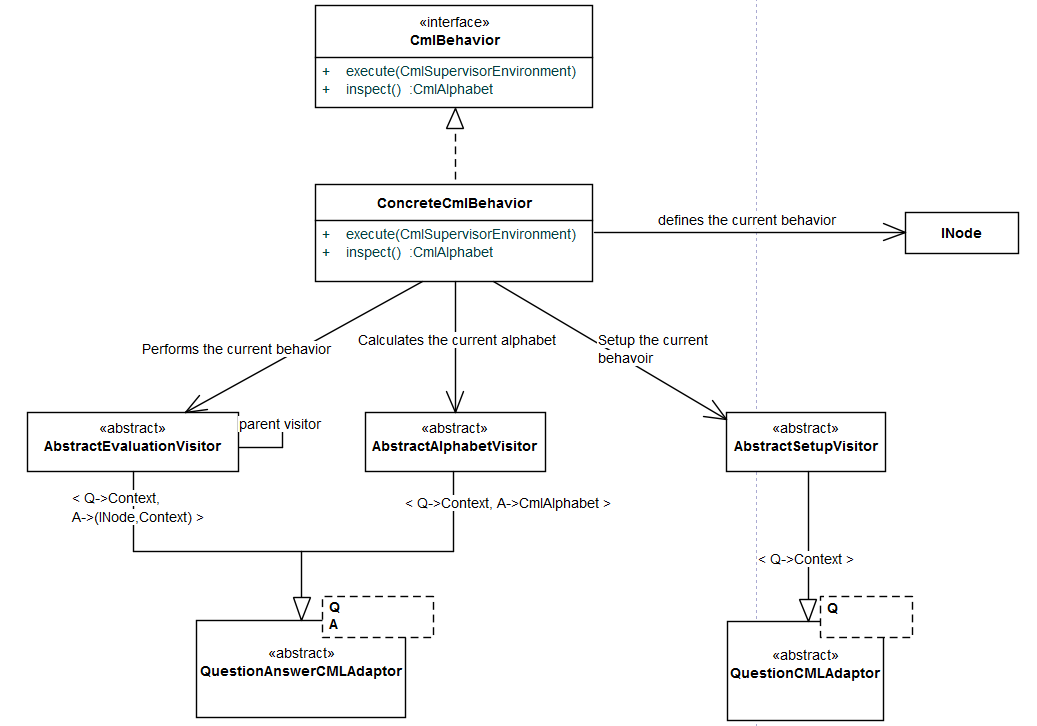 «interface»
CmlBehavior
+ execute(CmlSupervisorEnvironment)
+ inspect() :CmlAlphabet
ConcreteCmlBehavior
+ execute(CmlSupervisorEnvironment)
+ inspect() :CmlAlphabet
defines the current behavior
INode
Performs the current behavior
Calculates the current alphabet
Setup the current
behavoir
«abstract»
AbstractEvaluationVisitor
parent visitor
«abstract»
AbstractAlphabetVisitor
«abstract»
AbstractSetupVisitor
< Q->Context,
A->(INode,Context) >
< Q->Context, A->CmlAlphabet >
< Q->Context >
Q
A
«abstract»
QuestionAnswerCMLAdaptor
Q
«abstract»
QuestionCMLAdaptor